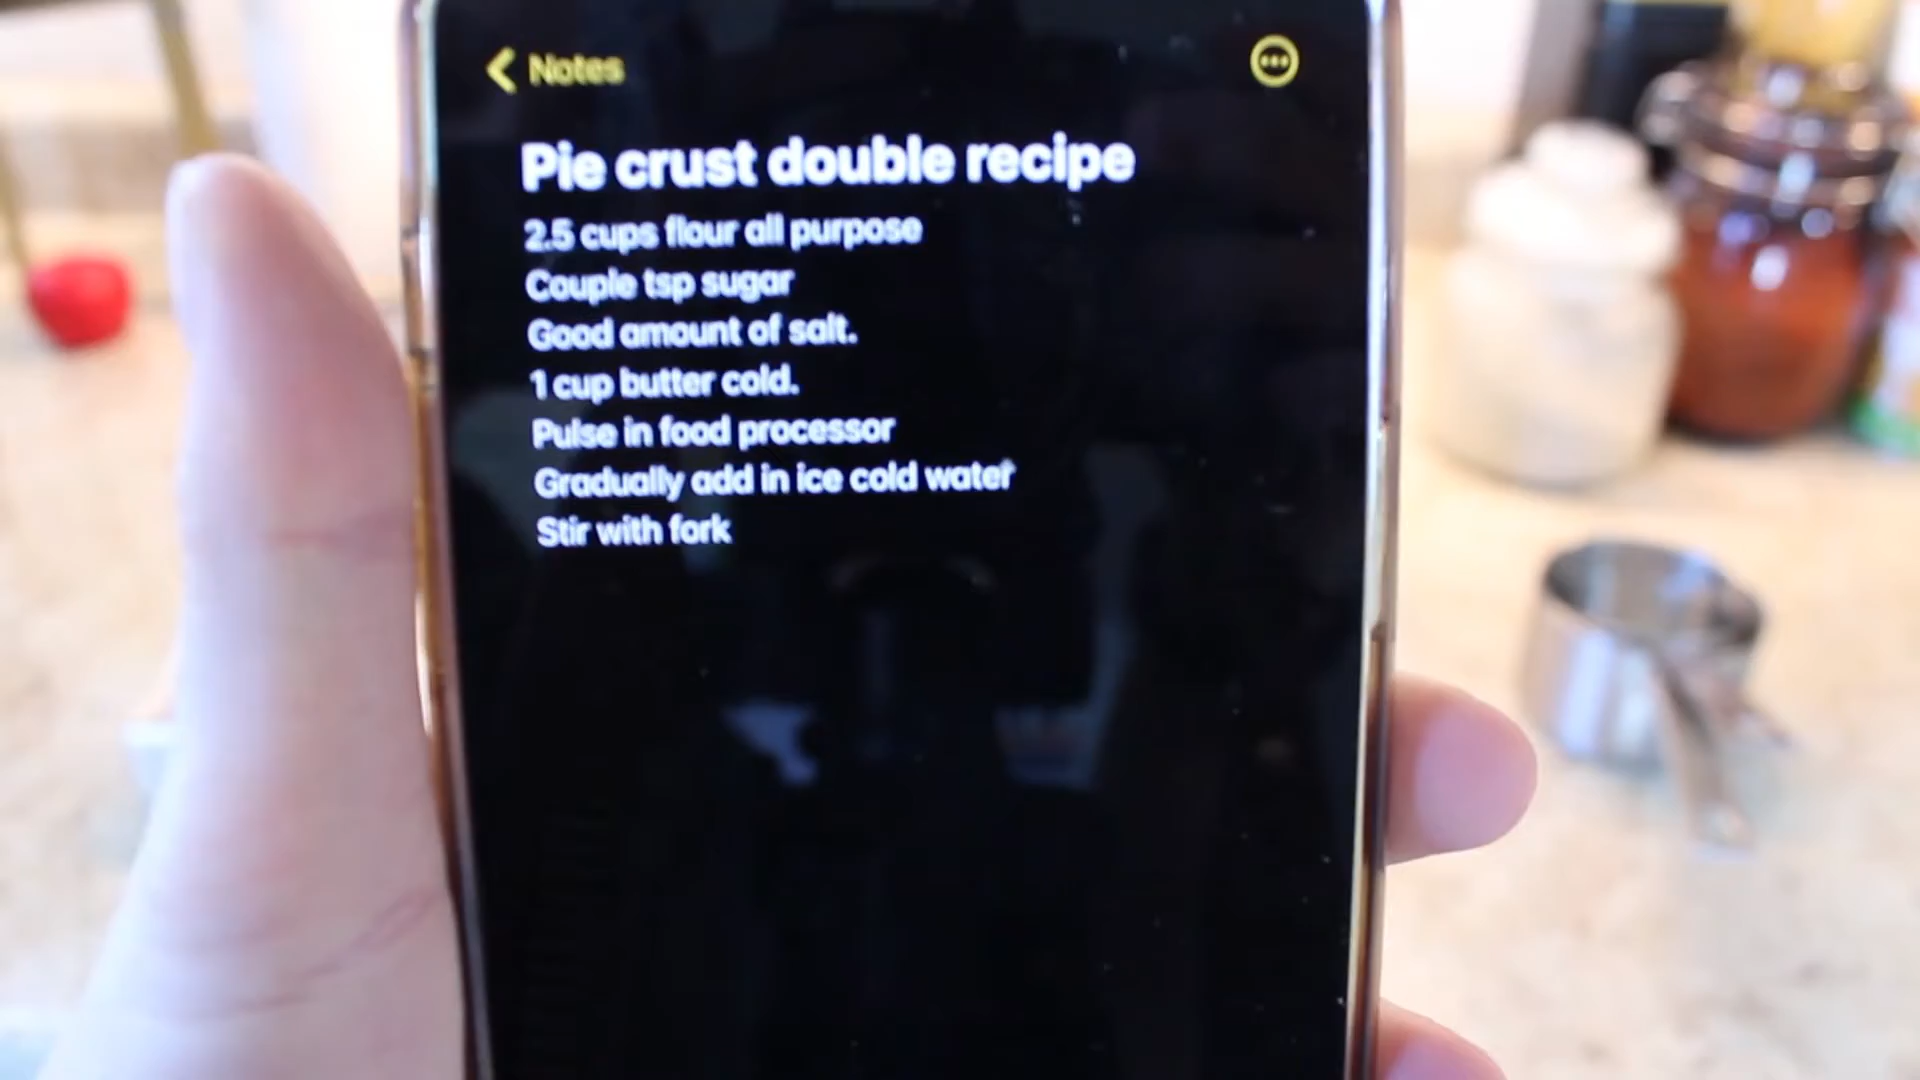 Notes
Pie crust double recipe
2.5 cups flour all purpose
Couple tsp sugar
Good amount of salt.
1 cup butter cold.
Pulse in food processor
Gradually add in ice cold water
Stir with fork